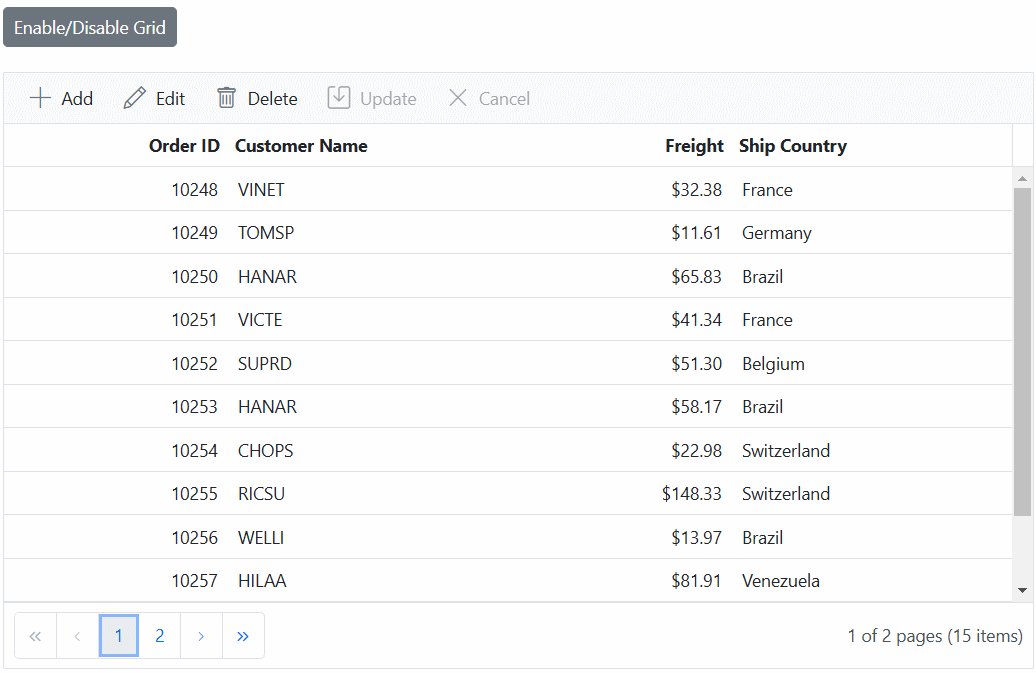 Enable/Disable Grid
Add Edit Delete Update Cancel
Order ID Customer Name Freight Ship Country
10248 VINET $32.38 France
10249 TOMSP $11.61 Germany
10250 HANAR $65.83 Brazil
10251 VICTE $41.34 France
10252 SUPRD $51.30 Belgium
10253 HANAR $58.17 Brazil
10254 CHOPS $22.98 Switzerland
10255 RICSU $148.33 Switzerland
10256 WELLI $13.97 Brazil
10257 HILAA $81.91 Venezuela
« ‹ 1 2 › » 1 of 2 pages (15 items)